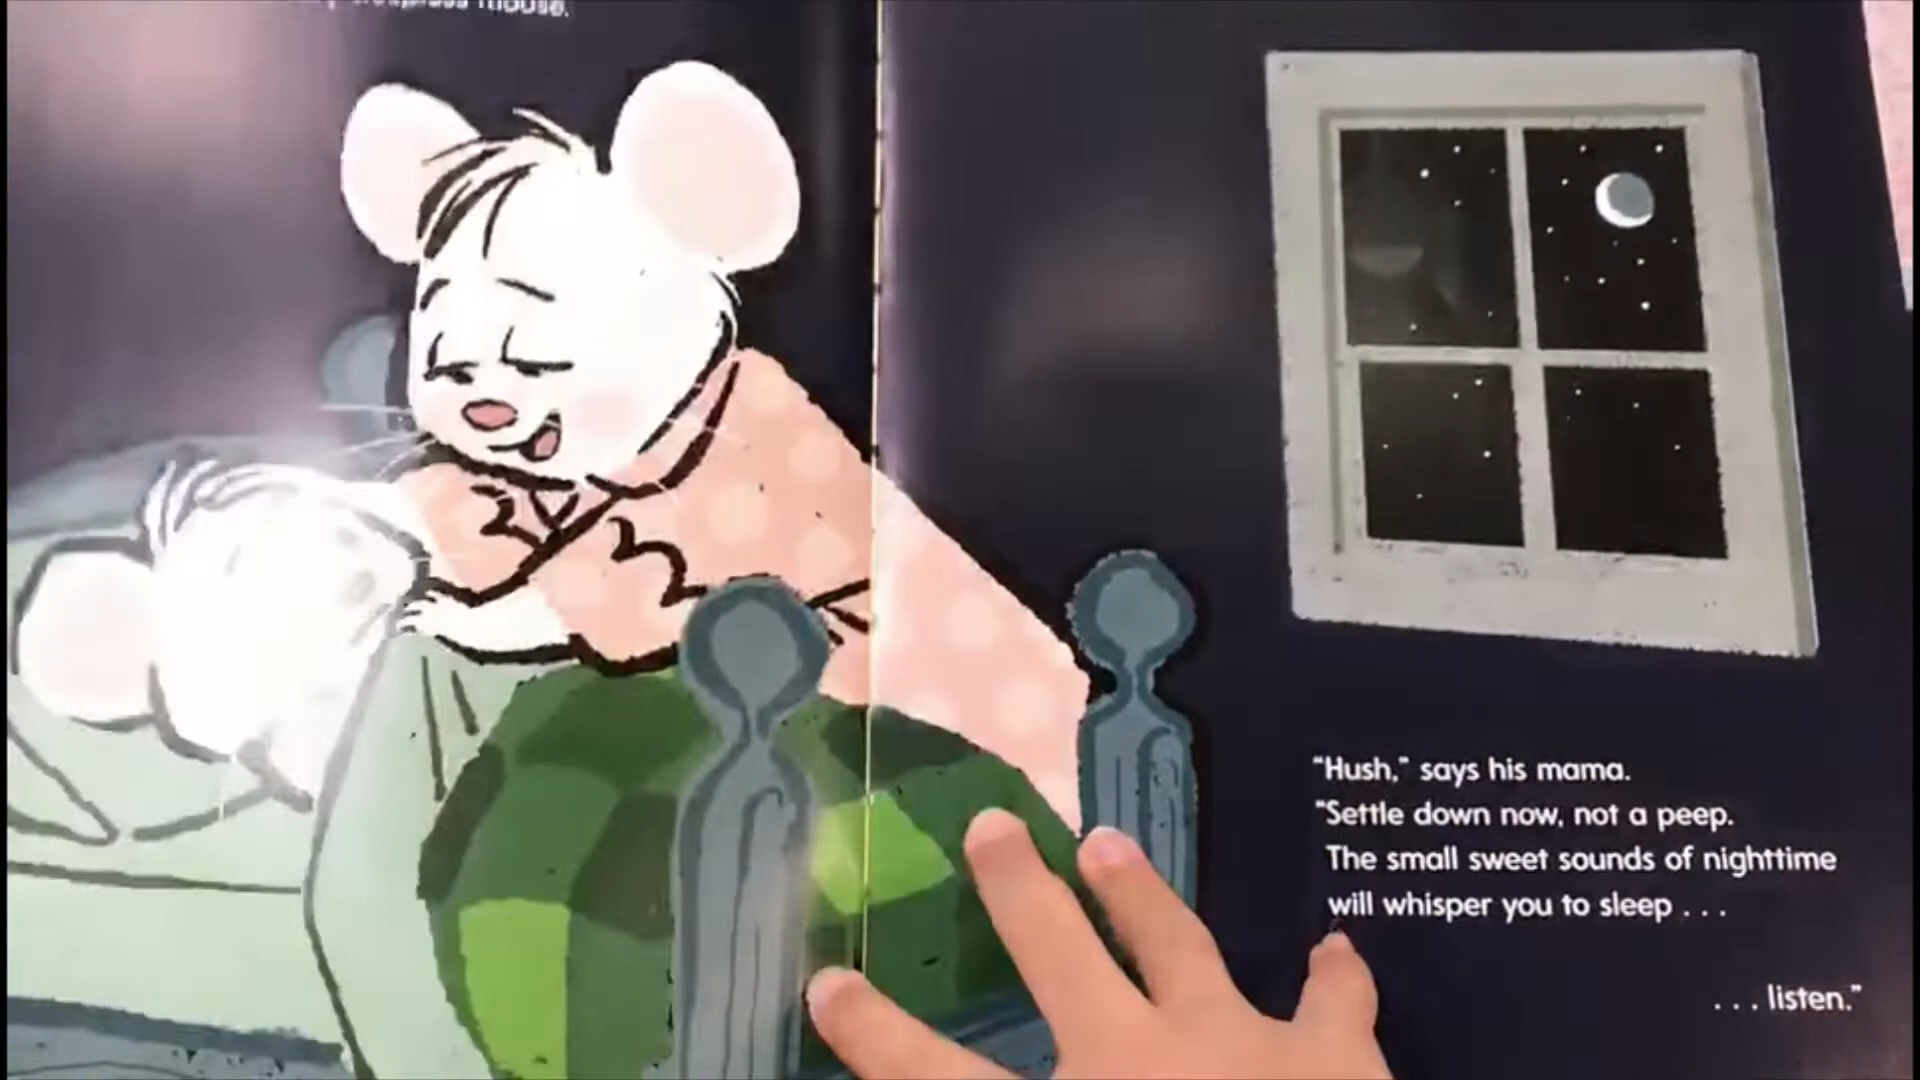 mouse.
“Hush,” says his mama.
“Settle down now, not a peep.
The small sweet sounds of nighttime
will whisper you to sleep . . .
. . . listen.”